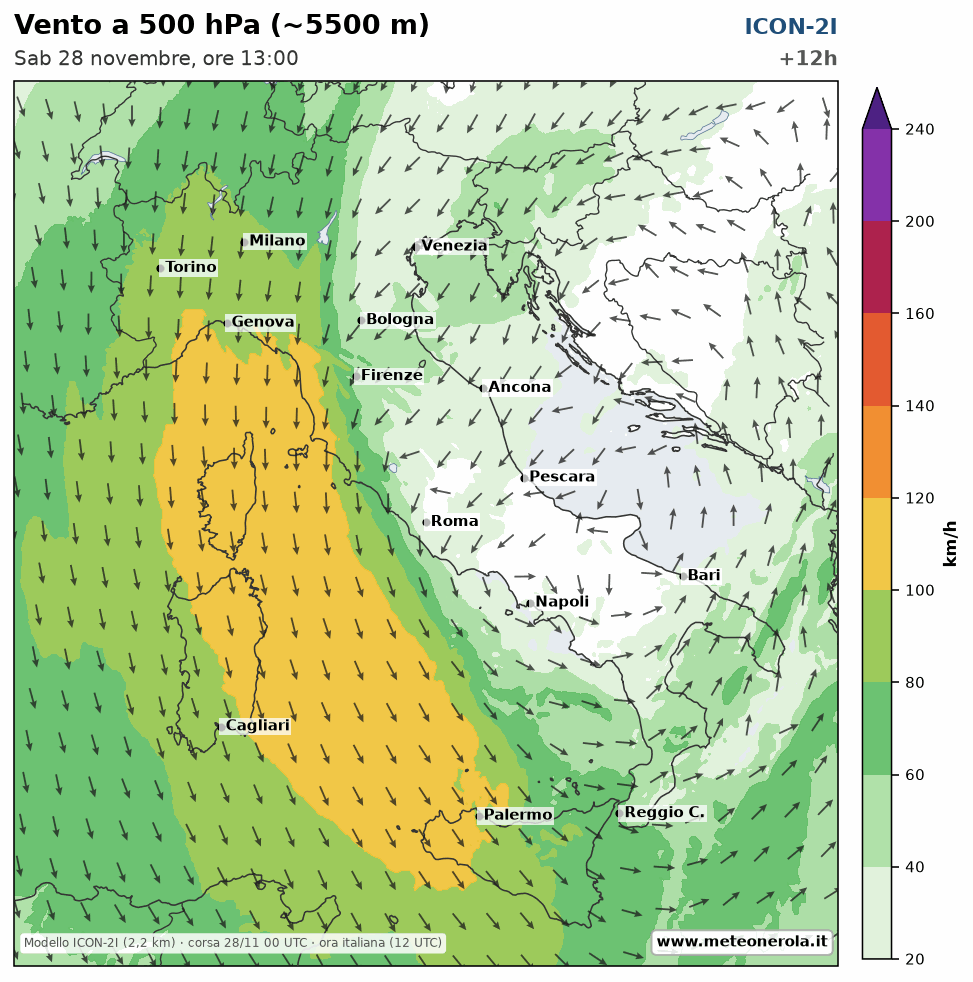 Vento a 500 hPa (~5500 m)
ICON-2I
Sab 28 novembre, ore 13:00
+12h
240
200
160
140
120
100
80
60
40
20
km/h
Milano
Venezia
Torino
Genova
Bologna
Firenze
Ancona
Pescara
Roma
Bari
Napoli
Cagliari
Palermo
Reggio C.
Modello ICON-2I (2,2 km) · corsa 28/11 00 UTC · ora italiana (12 UTC)
www.meteonerola.it